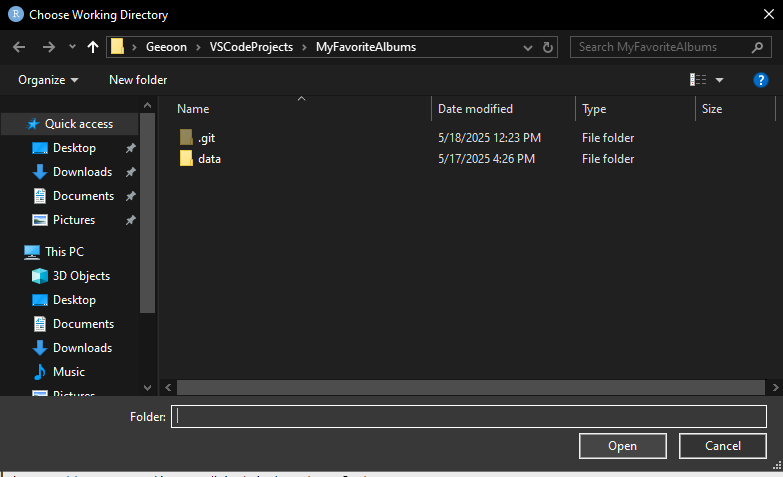 R Choose Working Directory
Geeoon > VSCodeProjects > MyFavoriteAlbums
Search MyFavoriteAlbums
Organize
New folder
Name
Date modified
Type
Size
Quick access
Desktop
Downloads
Documents
Pictures
This PC
3D Objects
Desktop
Documents
Downloads
Music
Pictures
.git 5/18/2025 12:23 PM File folder
data 5/17/2025 4:26 PM File folder
Folder:
Open
Cancel